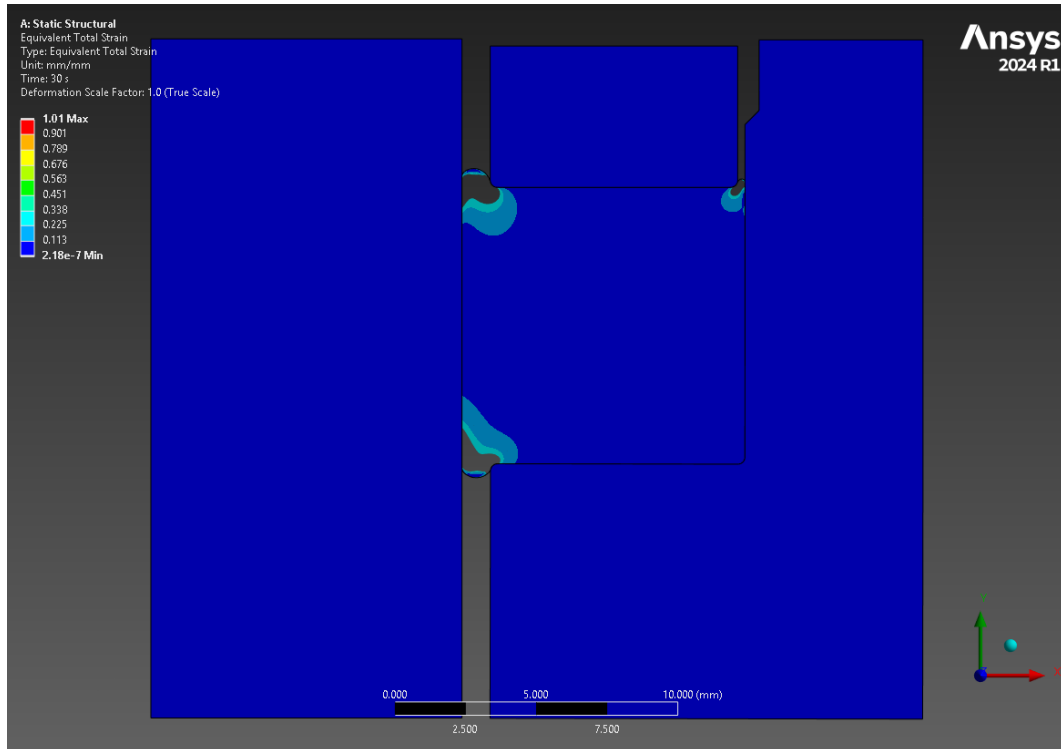 A: Static Structural
Equivalent Total Strain
Type: Equivalent Total Strain
Unit: mm/mm
Time: 30 s
Deformation Scale Factor: 1.0 (True Scale)
Ansys
2024 R1
1.01 Max
0.901
0.789
0.676
0.563
0.451
0.338
0.225
0.113
2.18e-7 Min
0.000 5.000 10.000 (mm)
2.500 7.500
Y
X